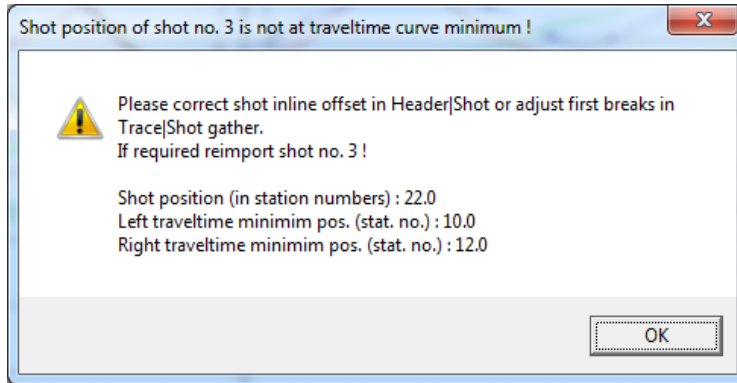 Shot position of shot no. 3 is not at traveltime curve minimum !
Please correct shot inline offset in Header|Shot or adjust first breaks in
Trace|Shot gather.
If required reimport shot no. 3 !
Shot position (in station numbers) : 22.0
Left traveltime minimim pos. (stat. no.) : 10.0
Right traveltime minimim pos. (stat. no.) : 12.0
OK